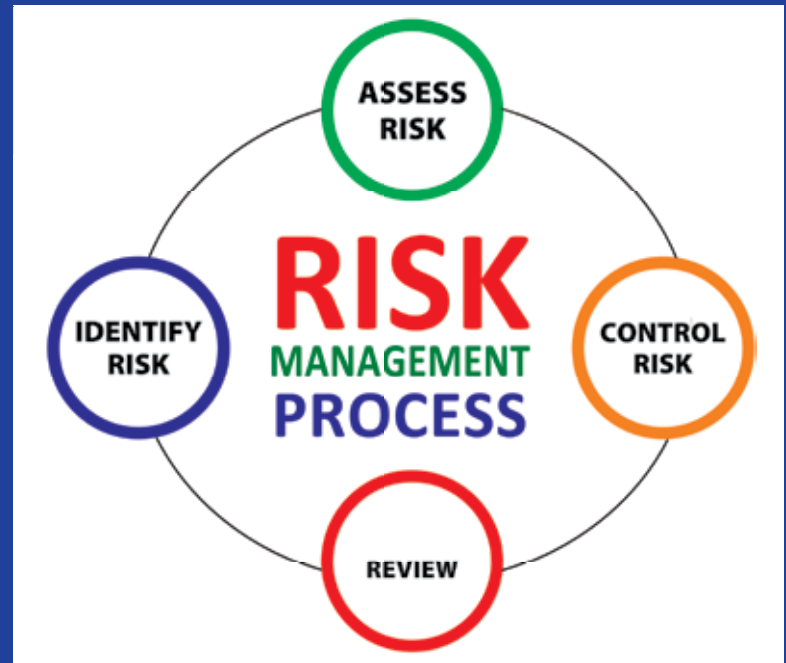 ASSESS
RISK
RISK
MANAGEMENT
PROCESS
IDENTIFY
RISK
CONTROL
RISK
REVIEW